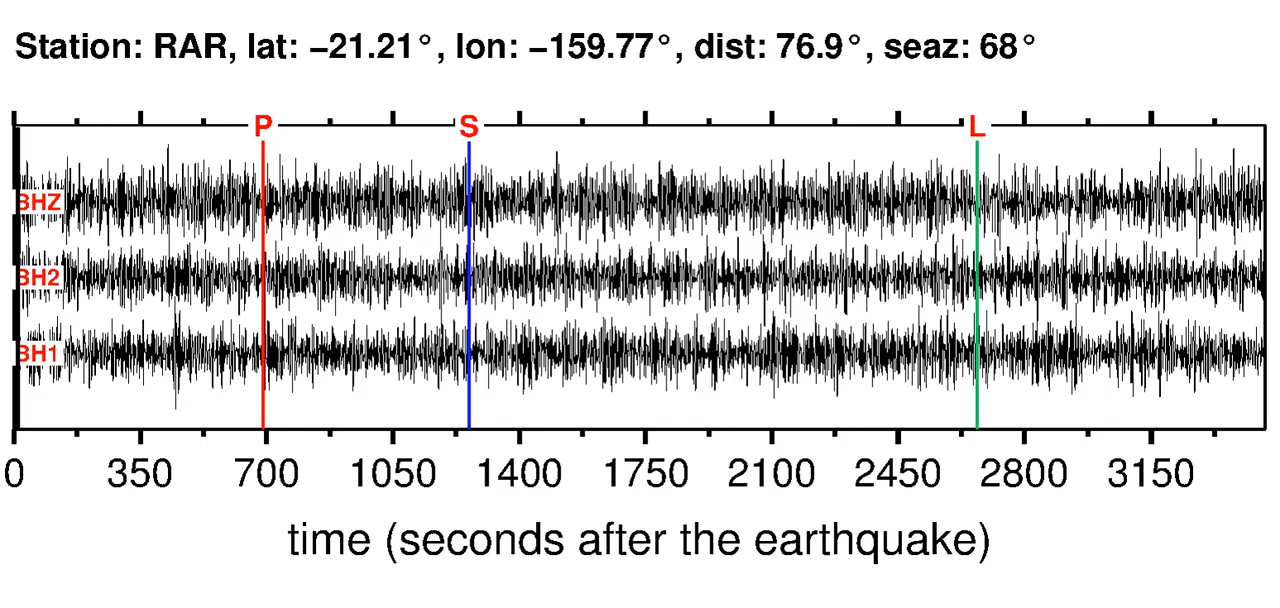 Station: RAR, lat: −21.21°, lon: −159.77°, dist: 76.9°, seaz: 68°
P S L
BHZ
BH2
BH1
0 350 700 1050 1400 1750 2100 2450 2800 3150
time (seconds after the earthquake)